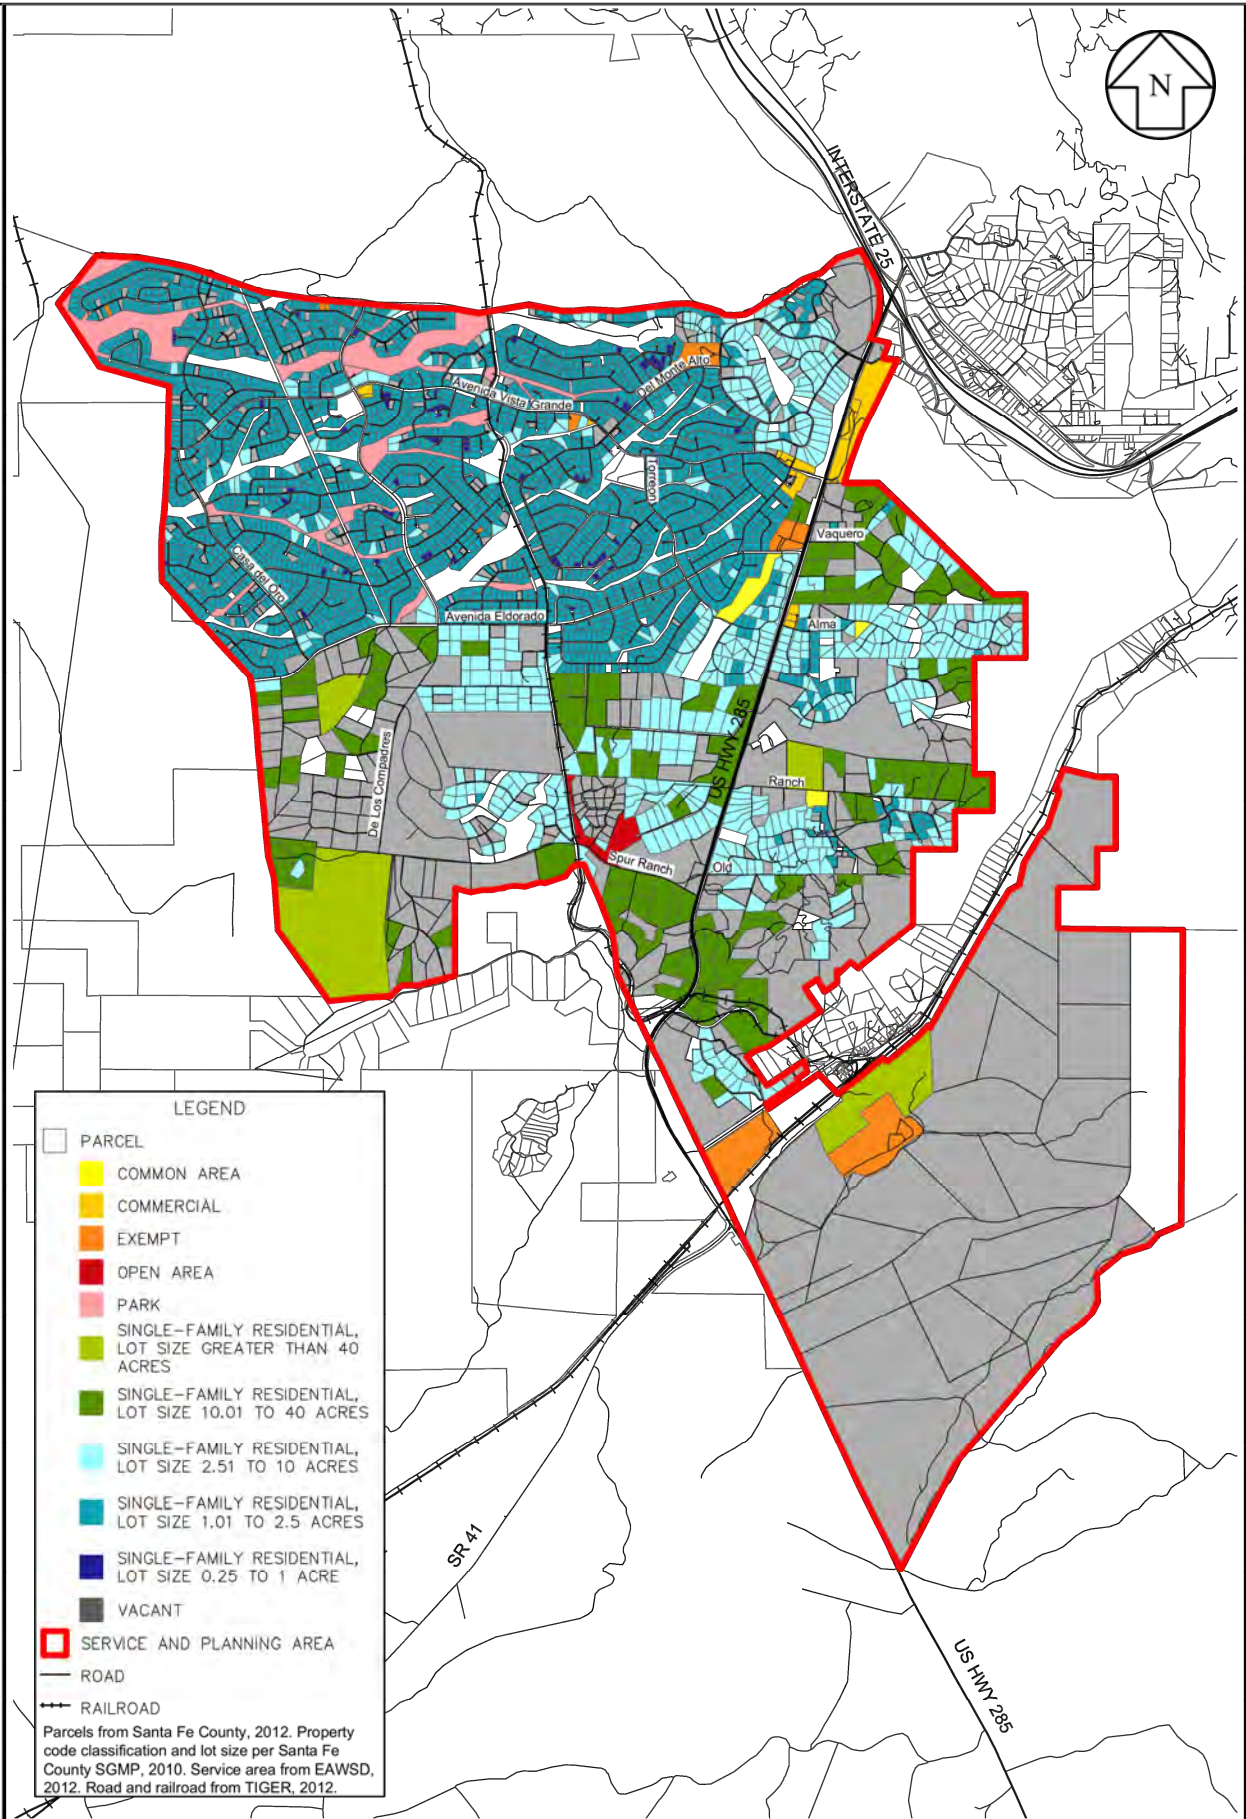 N
INTERSTATE 25
Avenida Vista Grande
Del Monte Alto
Torreon
Vaquero
Casa del Oro
Avenida Eldorado
Alma
US HWY 285
De Los Compadres
Ranch
Spur Ranch
Old
LEGEND
PARCEL
COMMON AREA
COMMERCIAL
EXEMPT
OPEN AREA
PARK
SINGLE-FAMILY RESIDENTIAL,
LOT SIZE GREATER THAN 40
ACRES
SINGLE-FAMILY RESIDENTIAL,
LOT SIZE 10.01 TO 40 ACRES
SINGLE-FAMILY RESIDENTIAL,
LOT SIZE 2.51 TO 10 ACRES
SINGLE-FAMILY RESIDENTIAL,
LOT SIZE 1.01 TO 2.5 ACRES
SINGLE-FAMILY RESIDENTIAL,
LOT SIZE 0.25 TO 1 ACRE
VACANT
SERVICE AND PLANNING AREA
ROAD
RAILROAD
Parcels from Santa Fe County, 2012. Property
code classification and lot size per Santa Fe
County SGMP, 2010. Service area from EAWSD,
2012. Road and railroad from TIGER, 2012.
SR 41
US HWY 285